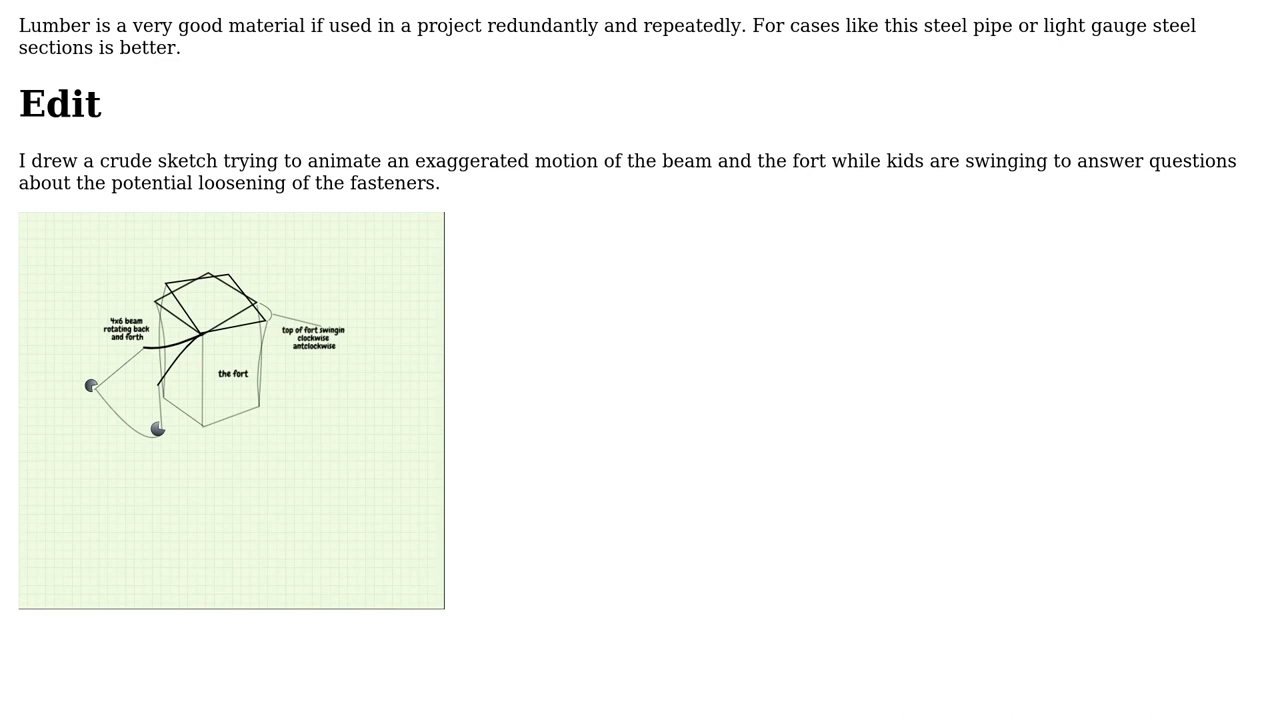 Lumber is a very good material if used in a project redundantly and repeatedly. For cases like this steel pipe or light gauge steel
sections is better.
Edit
I drew a crude sketch trying to animate an exaggerated motion of the beam and the fort while kids are swinging to answer questions
about the potential loosening of the fasteners.
4x6 beam
rotating back
and forth
top of fort swingin
clockwise
antclockwise
the fort